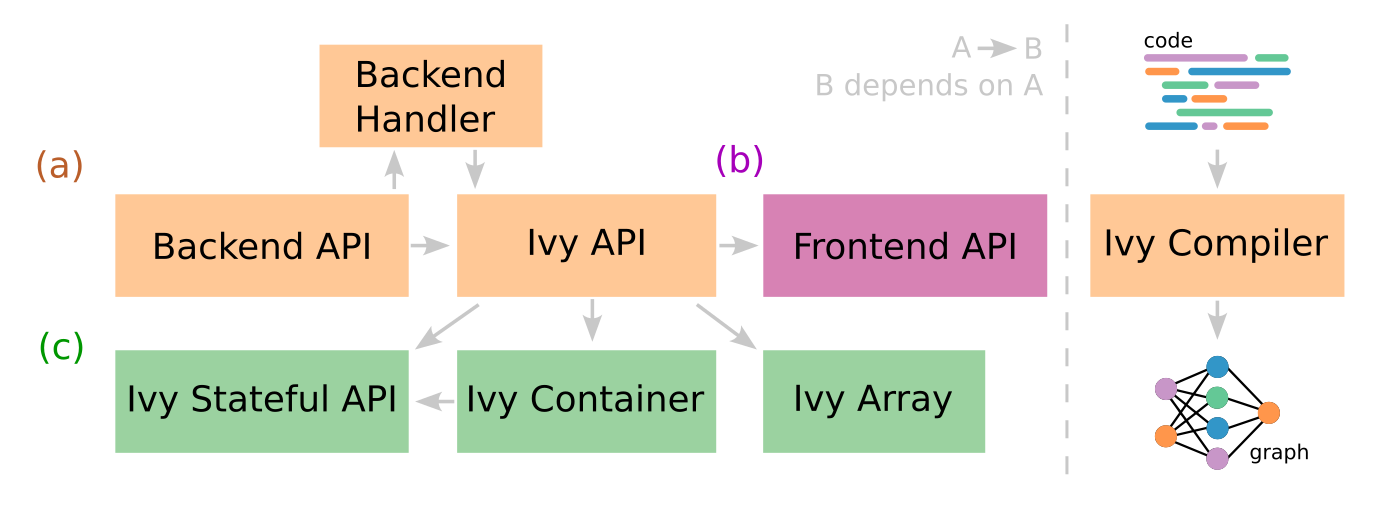 code
A B
B depends on A
Backend
Handler
(a)
(b)
Backend API
Ivy API
Frontend API
Ivy Compiler
(c)
Ivy Stateful API
Ivy Container
Ivy Array
graph